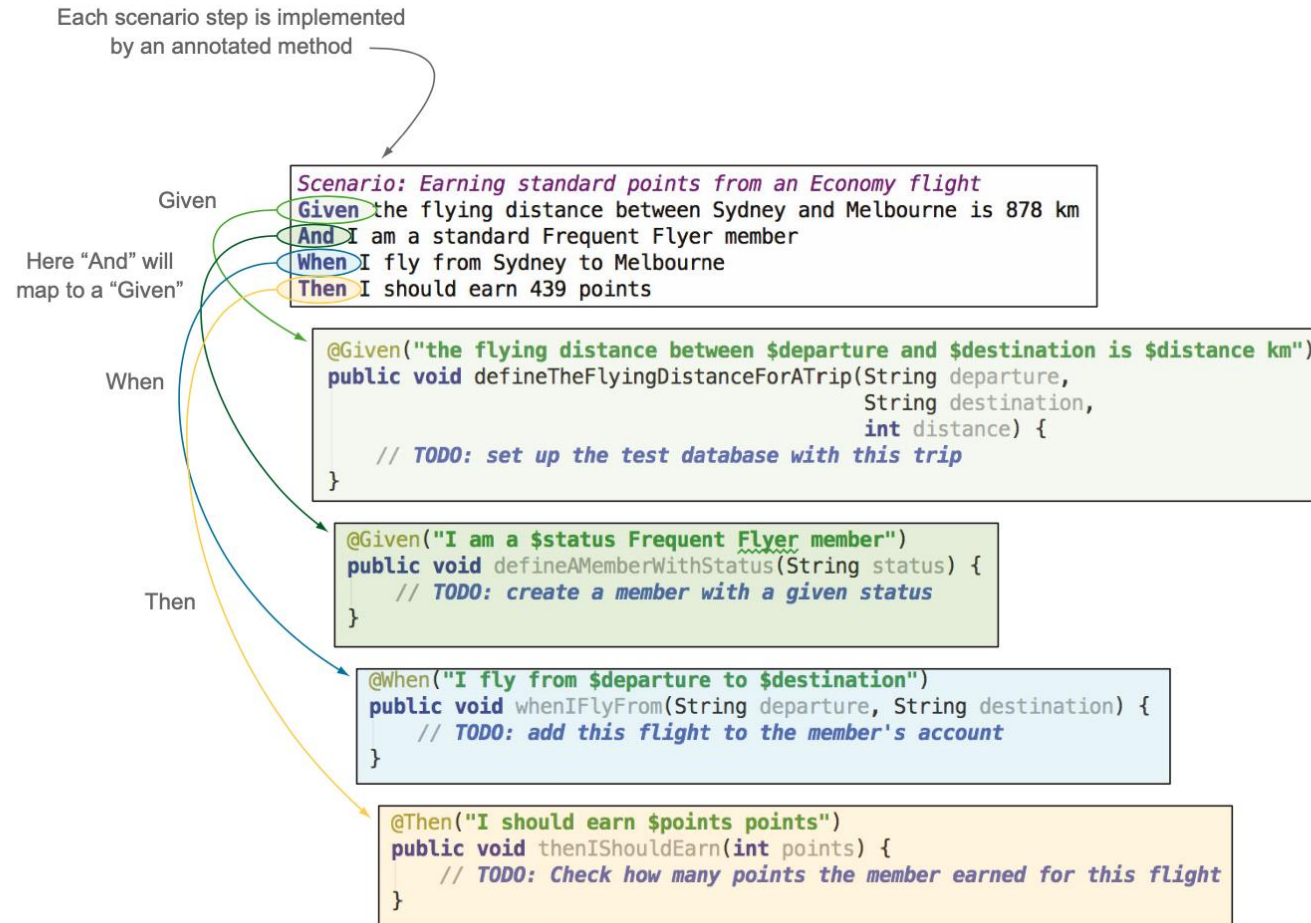 Each scenario step is implemented
by an annotated method
Given
Here “And” will
map to a “Given”
When
Then
Scenario: Earning standard points from an Economy flight
Given the flying distance between Sydney and Melbourne is 878 km
And I am a standard Frequent Flyer member
When I fly from Sydney to Melbourne
Then I should earn 439 points
@Given("the flying distance between $departure and $destination is $distance km")
public void defineTheFlyingDistanceForATrip(String departure,
String destination,
int distance) {
// TODO: set up the test database with this trip
}
@Given("I am a $status Frequent Flyer member")
public void defineAMemberWithStatus(String status) {
// TODO: create a member with a given status
}
@When("I fly from $departure to $destination")
public void whenIFlyFrom(String departure, String destination) {
// TODO: add this flight to the member's account
}
@Then("I should earn $points points")
public void thenIShouldEarn(int points) {
// TODO: Check how many points the member earned for this flight
}